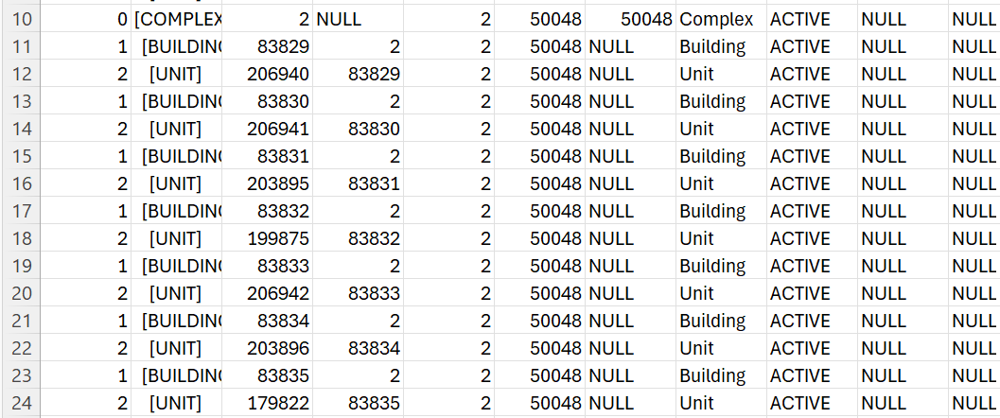 10 0 [COMPLEX 2 NULL 2 50048 50048 Complex ACTIVE NULL NULL
11 1 [BUILDING 83829 2 2 50048 NULL Building ACTIVE NULL NULL
12 2 [UNIT] 206940 83829 2 50048 NULL Unit ACTIVE NULL NULL
13 1 [BUILDING 83830 2 2 50048 NULL Building ACTIVE NULL NULL
14 2 [UNIT] 206941 83830 2 50048 NULL Unit ACTIVE NULL NULL
15 1 [BUILDING 83831 2 2 50048 NULL Building ACTIVE NULL NULL
16 2 [UNIT] 203895 83831 2 50048 NULL Unit ACTIVE NULL NULL
17 1 [BUILDING 83832 2 2 50048 NULL Building ACTIVE NULL NULL
18 2 [UNIT] 199875 83832 2 50048 NULL Unit ACTIVE NULL NULL
19 1 [BUILDING 83833 2 2 50048 NULL Building ACTIVE NULL NULL
20 2 [UNIT] 206942 83833 2 50048 NULL Unit ACTIVE NULL NULL
21 1 [BUILDING 83834 2 2 50048 NULL Building ACTIVE NULL NULL
22 2 [UNIT] 203896 83834 2 50048 NULL Unit ACTIVE NULL NULL
23 1 [BUILDING 83835 2 2 50048 NULL Building ACTIVE NULL NULL
24 2 [UNIT] 179822 83835 2 50048 NULL Unit ACTIVE NULL NULL